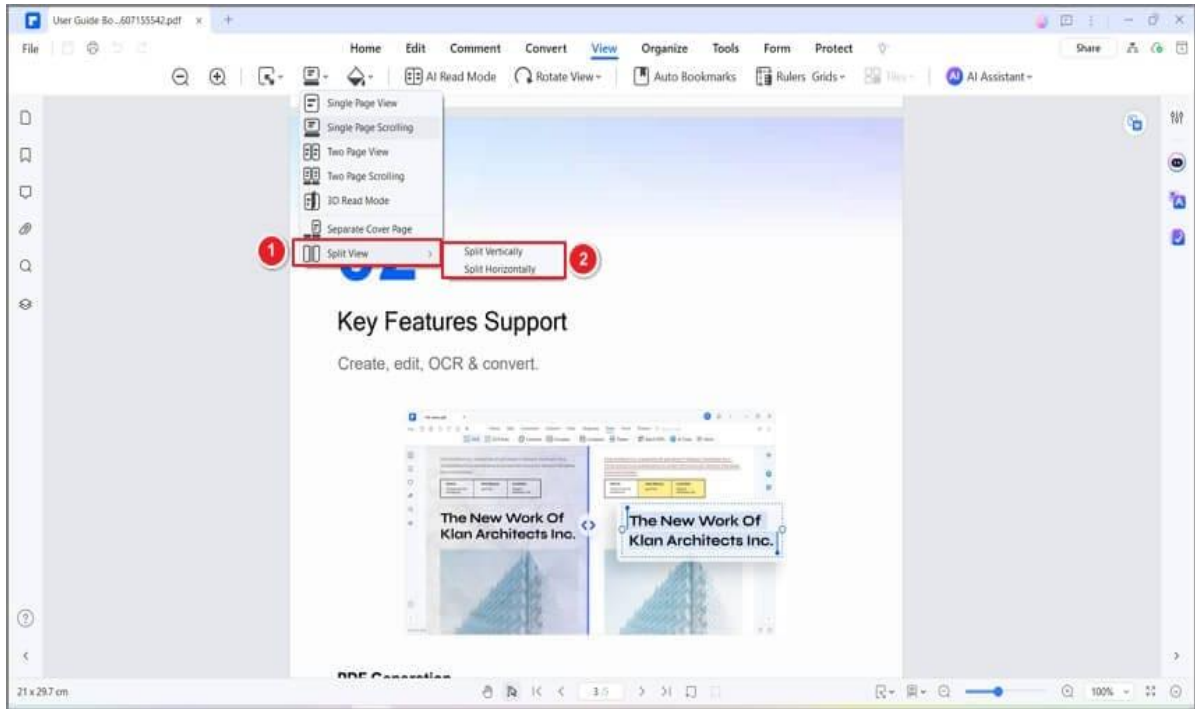 User Guide Bo...607155542.pdf
File Home Edit Comment Convert View Organize Tools Form Protect Share
AI Read Mode Rotate View Auto Bookmarks Rulers Grids Tiles AI Assistant
Single Page View
Single Page Scrolling
Two Page View
Two Page Scrolling
3D Read Mode
Separate Cover Page
1 Split View
Split Vertically 2
Split Horizontally
Key Features Support
Create, edit, OCR & convert.
The New Work Of
Klan Architects Inc.
The New Work Of
Klan Architects Inc.
PDF Generation
21 x 29.7 cm 3/5 100%